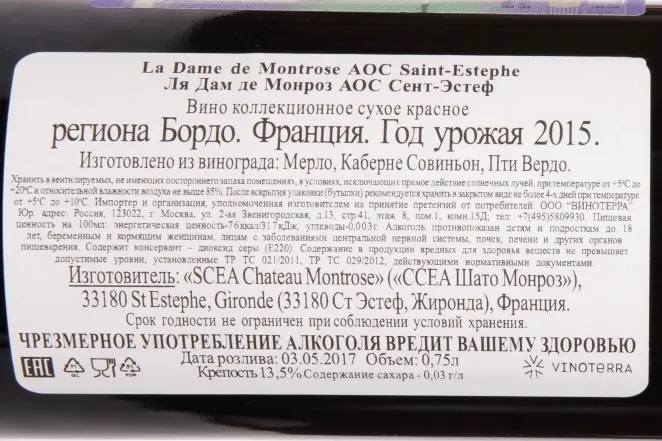 La Dame de Montrose AOC Saint-Estephe
Ля Дам де Монроз АОС Сент-Эстеф
Вино коллекционное сухое красное
региона Бордо. Франция. Год урожая 2015.
Изготовлено из винограда: Мерло, Каберне Совиньон, Пти Вердо.
Хранить в вентилируемых, не имеющих постороннего запаха помещениях, в условиях, исключающих прямое действие солнечных лучей, при температуре от +5°С до
+20°С и относительной влажности воздуха не выше 85%. После вскрытия упаковки (бутылки) рекомендуется хранить в закрытом виде не более 4-х дней при температуре
от +5°С до +10°С. Импортер и организация, уполномоченная изготовителем на принятие претензий от потребителей: ООО "ВИНОТЕРРА".
Юр. адрес: Россия, 123022, г. Москва, ул. 2-ая Звенигородская, д.13, стр.41, этаж 8, пом.1, комн.15Д; тел: +7(495)5809930. Пищевая
ценность на 100мл: энергетическая ценность-76ккал/317кДж, углеводы-0,003г. Алкоголь противопоказан детям и подросткам до 18
лет, беременным и кормящим женщинам, лицам с заболеваниями центральной нервной системы, почек, печени и других органов
пищеварения. Содержит консервант – диоксид серы (Е220). Содержание в продукции вредных для здоровья веществ не превышает
допустимые уровни, установленные ТР ТС 021/2011, ТР ТС 029/2012, действующими нормативными документами.
Изготовитель: «SCEA Chateau Montrose» («ССЕА Шато Монроз»),
33180 St Estephe, Gironde (33180 Ст Эстеф, Жиронда), Франция.
Срок годности не ограничен при соблюдении условий хранения.
ЧРЕЗМЕРНОЕ УПОТРЕБЛЕНИЕ АЛКОГОЛЯ ВРЕДИТ ВАШЕМУ ЗДОРОВЬЮ
Дата розлива: 03.05.2017 Объем: 0,75л
Крепость 13,5% Содержание сахара - 0,03 г/л
EAC
VINOTERRA